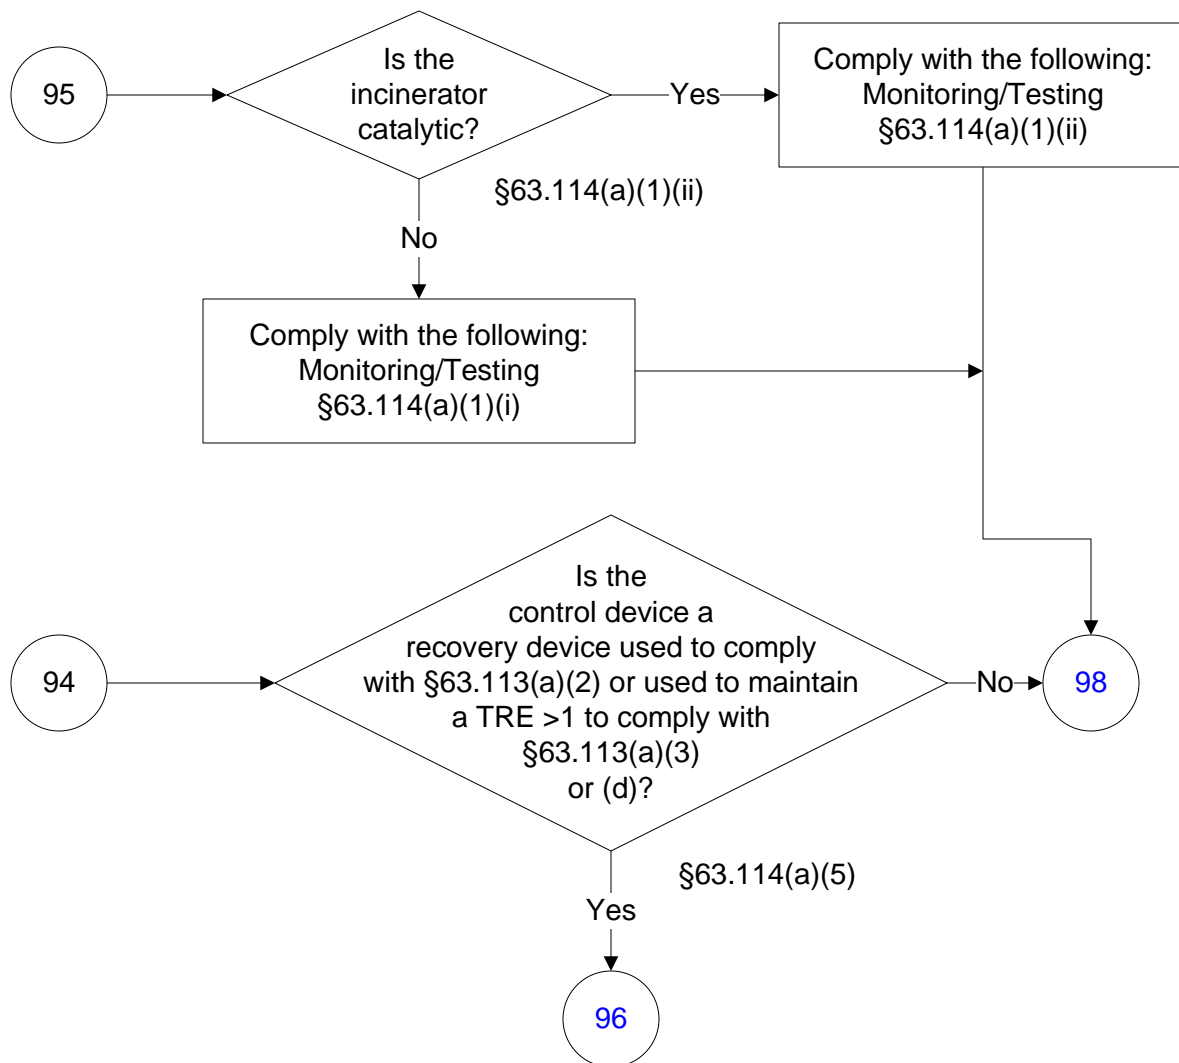 95
Is the
incinerator
catalytic?
Yes
Comply with the following:
Monitoring/Testing
§63.114(a)(1)(ii)
§63.114(a)(1)(ii)
No
Comply with the following:
Monitoring/Testing
§63.114(a)(1)(i)
94
Is the
control device a
recovery device used to comply
with §63.113(a)(2) or used to maintain
a TRE >1 to comply with
§63.113(a)(3)
or (d)?
No
98
§63.114(a)(5)
Yes
96